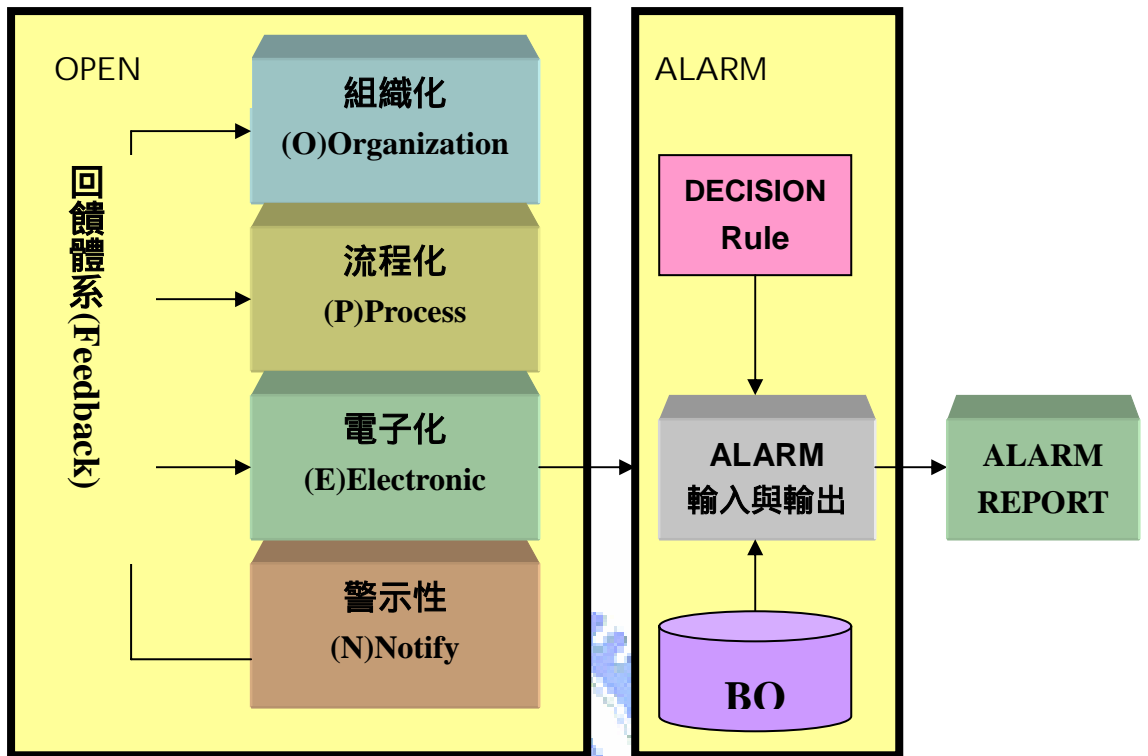 OPEN
回饋體系(Feedback)
組織化
(O)Organization
流程化
(P)Process
電子化
(E)Electronic
警示性
(N)Notify
ALARM
DECISION
Rule
ALARM
輸入與輸出
BO
ALARM
REPORT